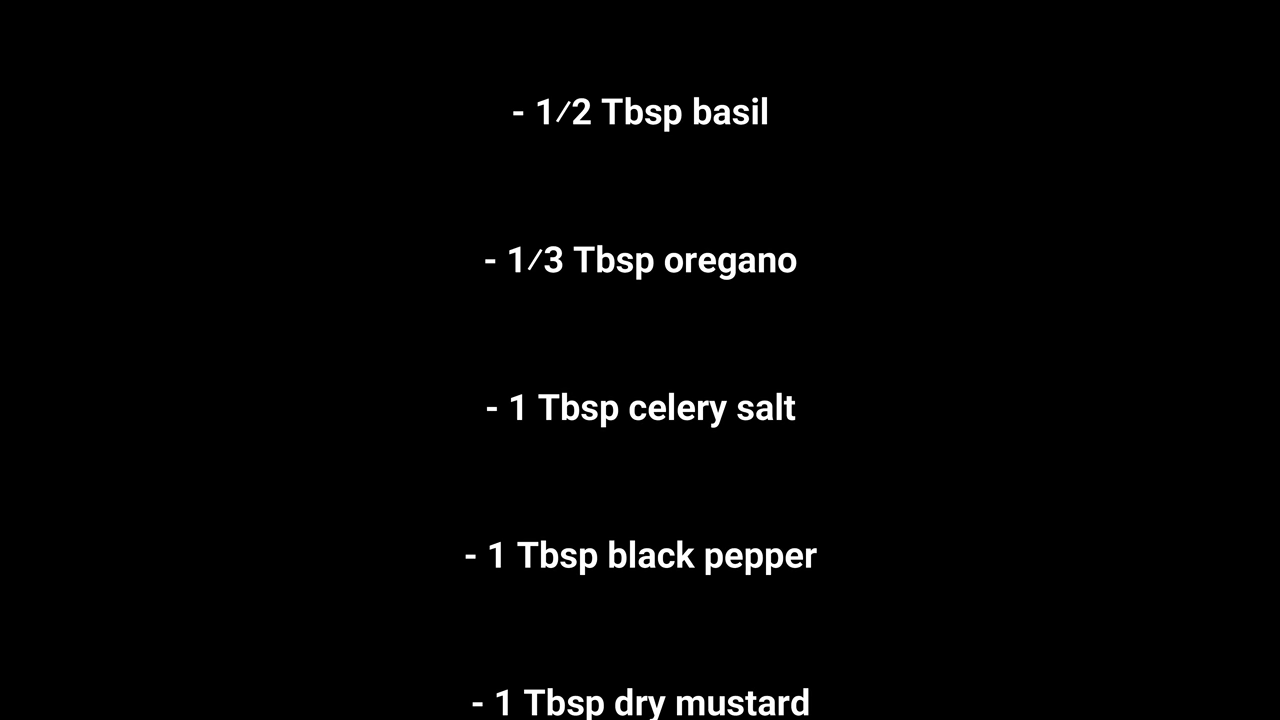 - 1⁄2 Tbsp basil
- 1⁄3 Tbsp oregano
- 1 Tbsp celery salt
- 1 Tbsp black pepper
- 1 Tbsp dry mustard